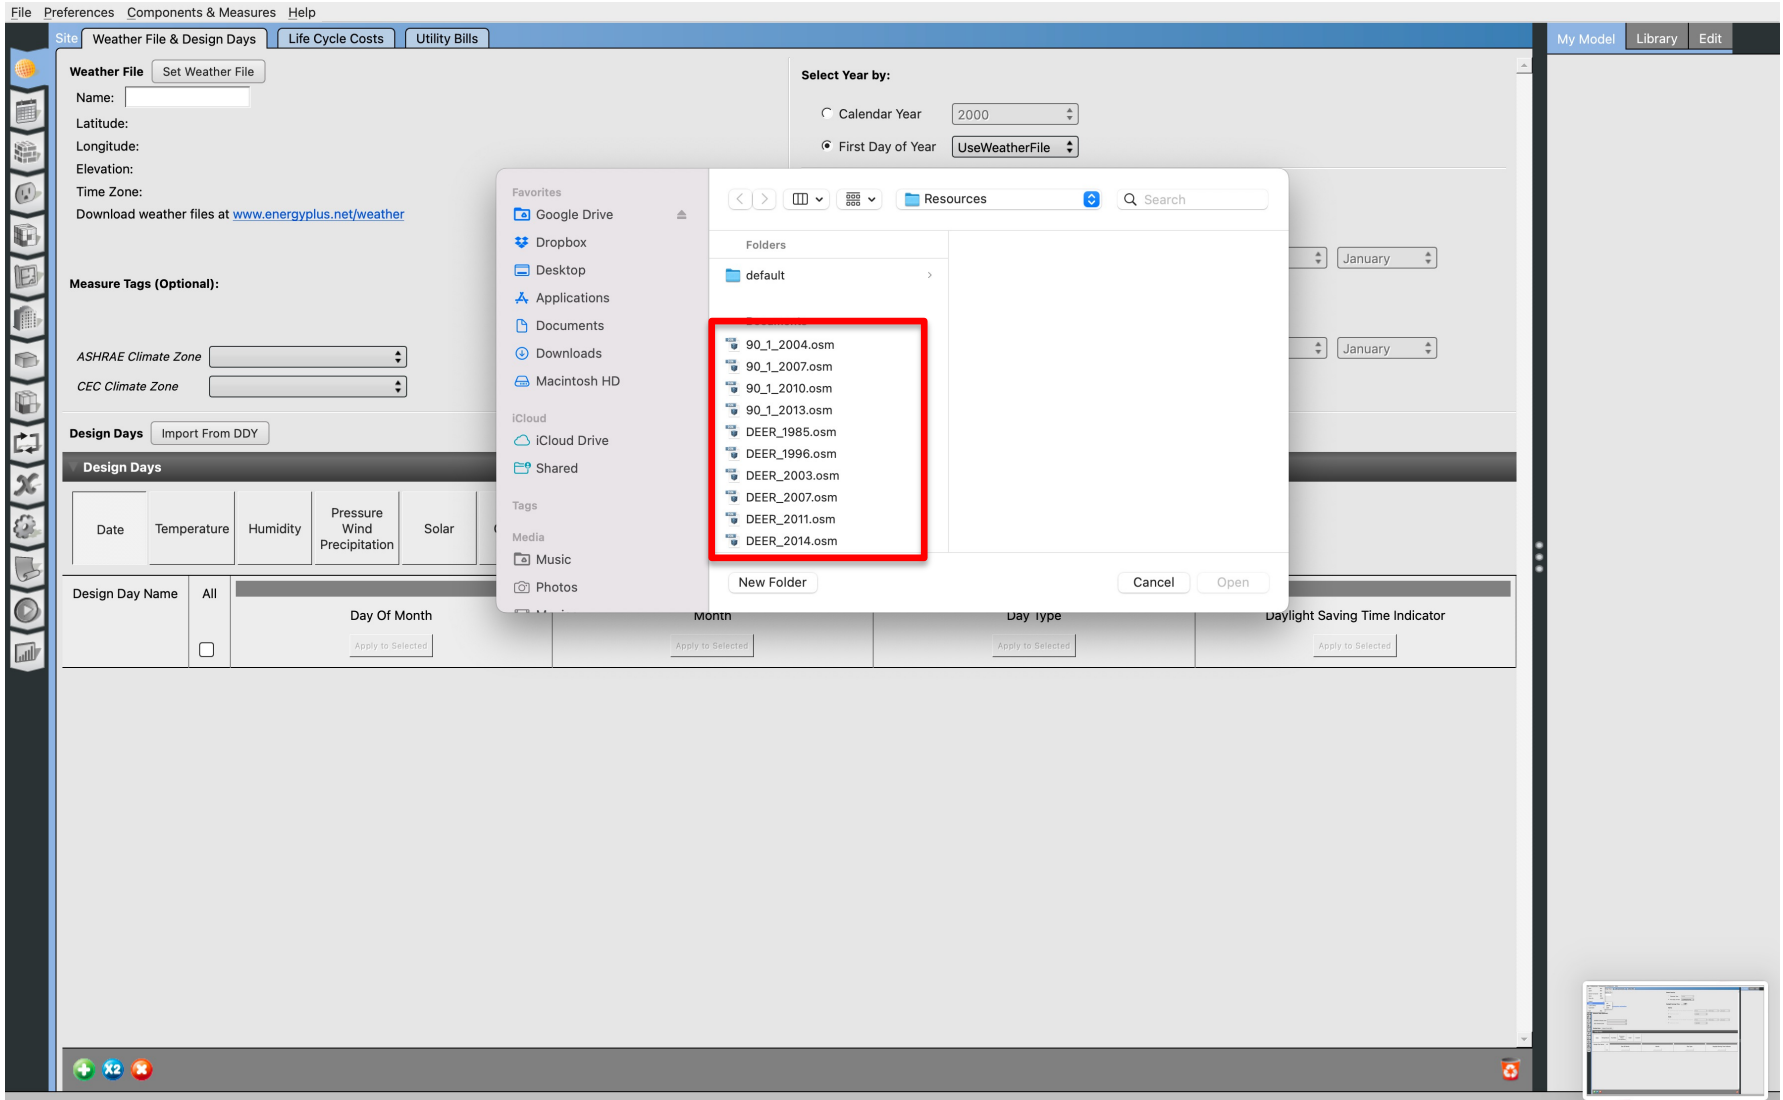 File Preferences Components & Measures Help
Site Weather File & Design Days Life Cycle Costs Utility Bills
My Model Library Edit
Weather File Set Weather File
Name:
Latitude:
Longitude:
Elevation:
Time Zone:
Download weather files at www.energyplus.net/weather
Measure Tags (Optional):
ASHRAE Climate Zone
CEC Climate Zone
Select Year by:
Calendar Year 2000
First Day of Year UseWeatherFile
January
January
Design Days Import From DDY
Design Days
Date
Temperature
Humidity
Pressure
Wind
Precipitation
Solar
Favorites
Google Drive
Dropbox
Desktop
Applications
Documents
Downloads
Macintosh HD
iCloud
iCloud Drive
Shared
Tags
Media
Music
Photos
Resources
Search
Folders
default
90_1_2004.osm
90_1_2007.osm
90_1_2010.osm
90_1_2013.osm
DEER_1985.osm
DEER_1996.osm
DEER_2003.osm
DEER_2007.osm
DEER_2011.osm
DEER_2014.osm
New Folder Cancel Open
Design Day Name All
Day Of Month Month Day Type Daylight Saving Time Indicator
Apply to Selected Apply to Selected Apply to Selected Apply to Selected
X2